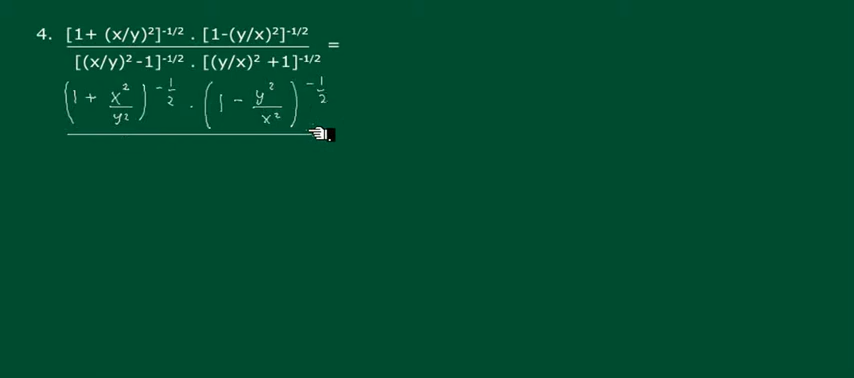 4. [1+ (x/y)²]⁻¹/² . [1-(y/x)²]⁻¹/² =
[(x/y)² -1]⁻¹/² . [(y/x)² +1]⁻¹/²
(1 + x²/y²)^-1/2 . (1 - y²/x²)^-1/2